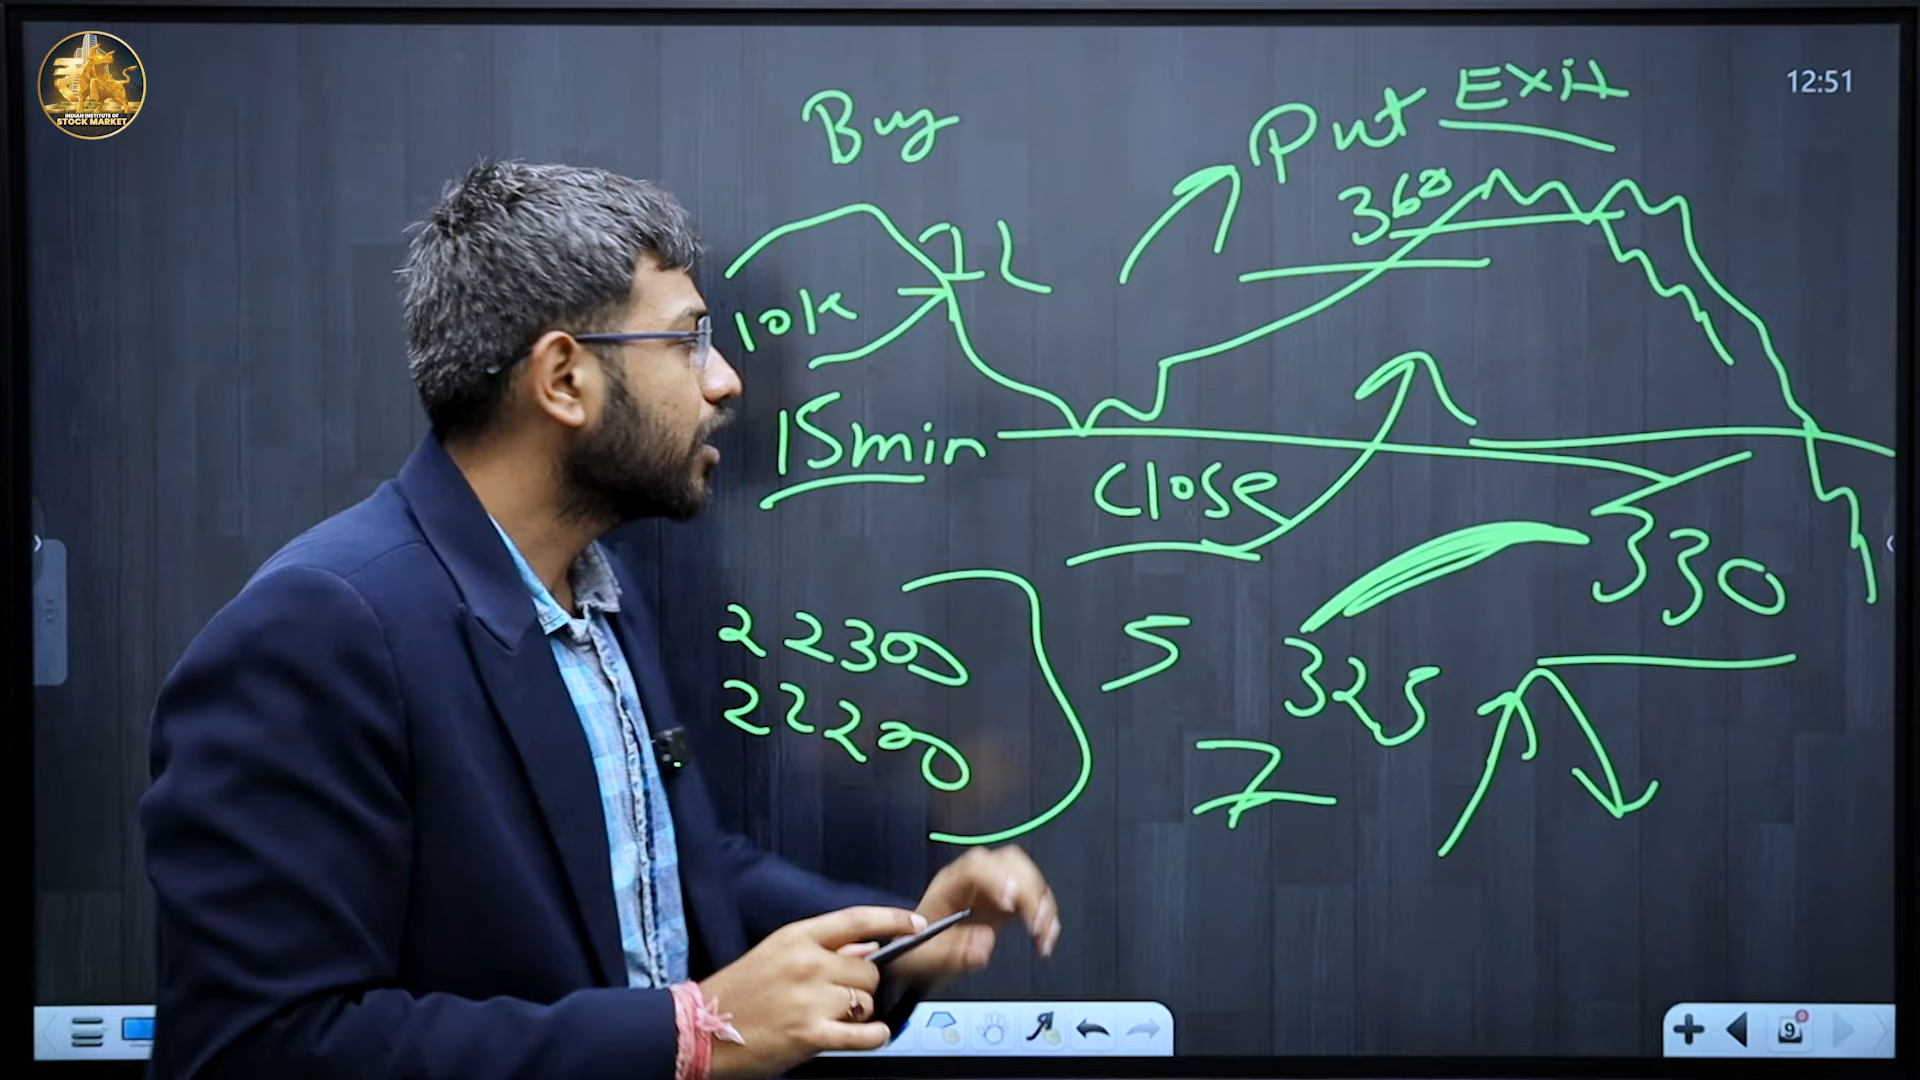 INDIAN INSTITUTE OF
STOCK MARKET
12:51
Buy
Put Exit
360
10k
15min
Close
330
22300
22200
5
325
7
9